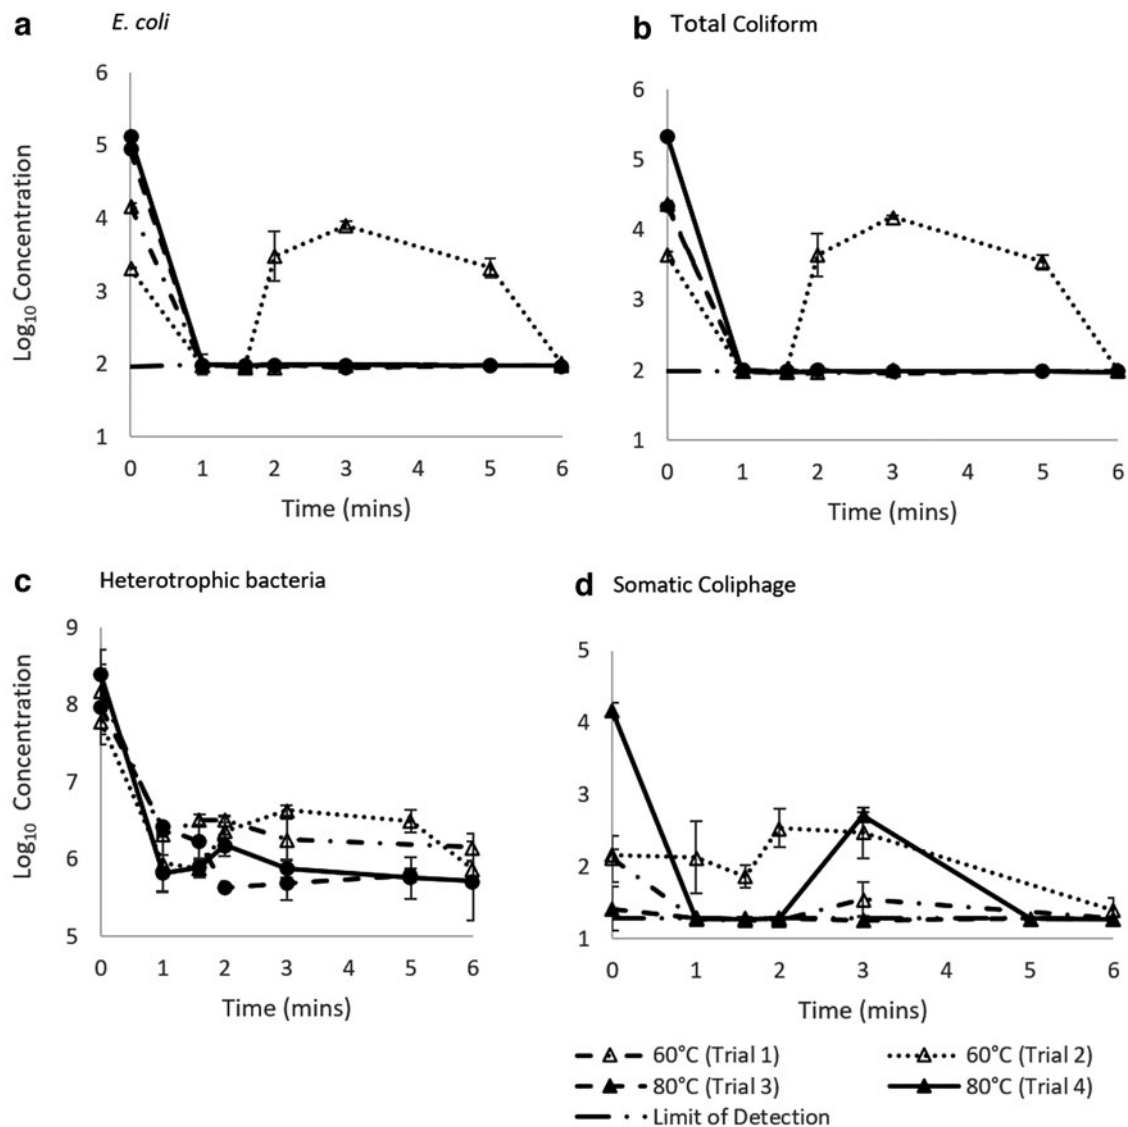 a E. coli
6
5
4
3
2
1
0 1 2 3 4 5 6
Time (mins)
Log10 Concentration
b Total Coliform
6
5
4
3
2
1
0 1 2 3 4 5 6
Time (mins)
c Heterotrophic bacteria
9
8
7
6
5
0 1 2 3 4 5 6
Time (mins)
Log10 Concentration
d Somatic Coliphage
5
4
3
2
1
0 1 2 3 4 5 6
Time (mins)
60°C (Trial 1) 60°C (Trial 2)
80°C (Trial 3) 80°C (Trial 4)
Limit of Detection